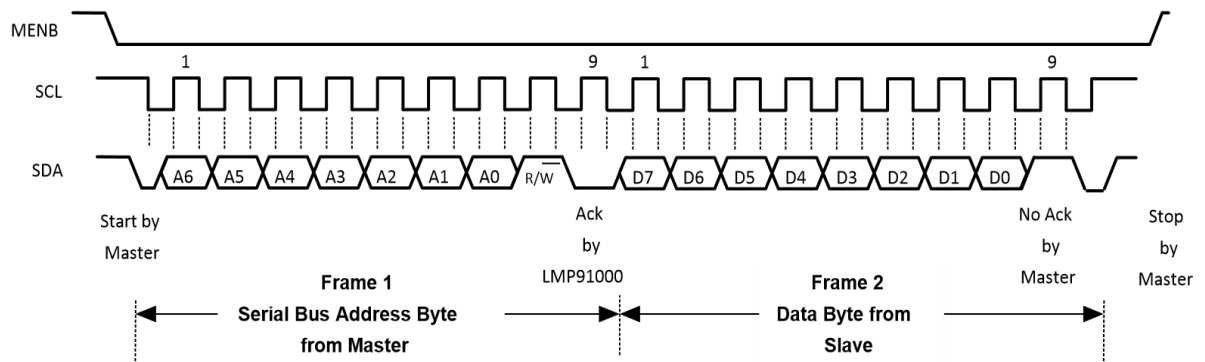 MENB
1 9 1 9
SCL
SDA A6 A5 A4 A3 A2 A1 A0 R/W D7 D6 D5 D4 D3 D2 D1 D0
Start by
Master
Ack
by
LMP91000
No Ack
by
Master
Stop
by
Master
Frame 1
Serial Bus Address Byte
from Master
Frame 2
Data Byte from
Slave